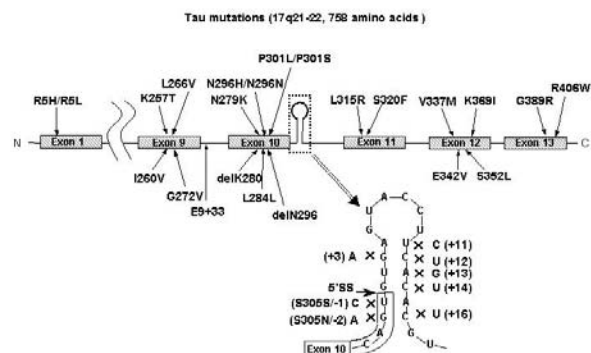 Tau mutations (17q21-22, 758 amino acids )
P301L/P301S
L266V
N296H/N296N
R5H/R5L
K257T
N279K
L315R
S320F
V337M
K369I
G389R
R406W
N
Exon 1
Exon 9
Exon 10
Exon 11
Exon 12
Exon 13
C
I260V
delK280
G272V
L284L
E9+33
delN296
E342V
S352L
U A C C
G U U
A U
G C
U A
G C
U A
G C
A G U
C
(+3) A
C (+11)
U (+12)
G (+13)
U (+14)
U (+16)
5'SS
(S305S/-1) C
(S305N/-2) A
Exon 10